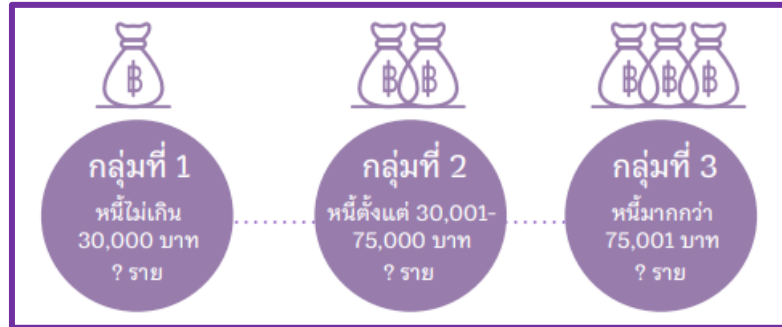 ฿
กลุ่มที่ 1
หนี้ไม่เกิน
30,000 บาท
? ราย
฿฿
กลุ่มที่ 2
หนี้ตั้งแต่ 30,001-
75,000 บาท
? ราย
฿฿฿
กลุ่มที่ 3
หนี้มากกว่า
75,001 บาท
? ราย